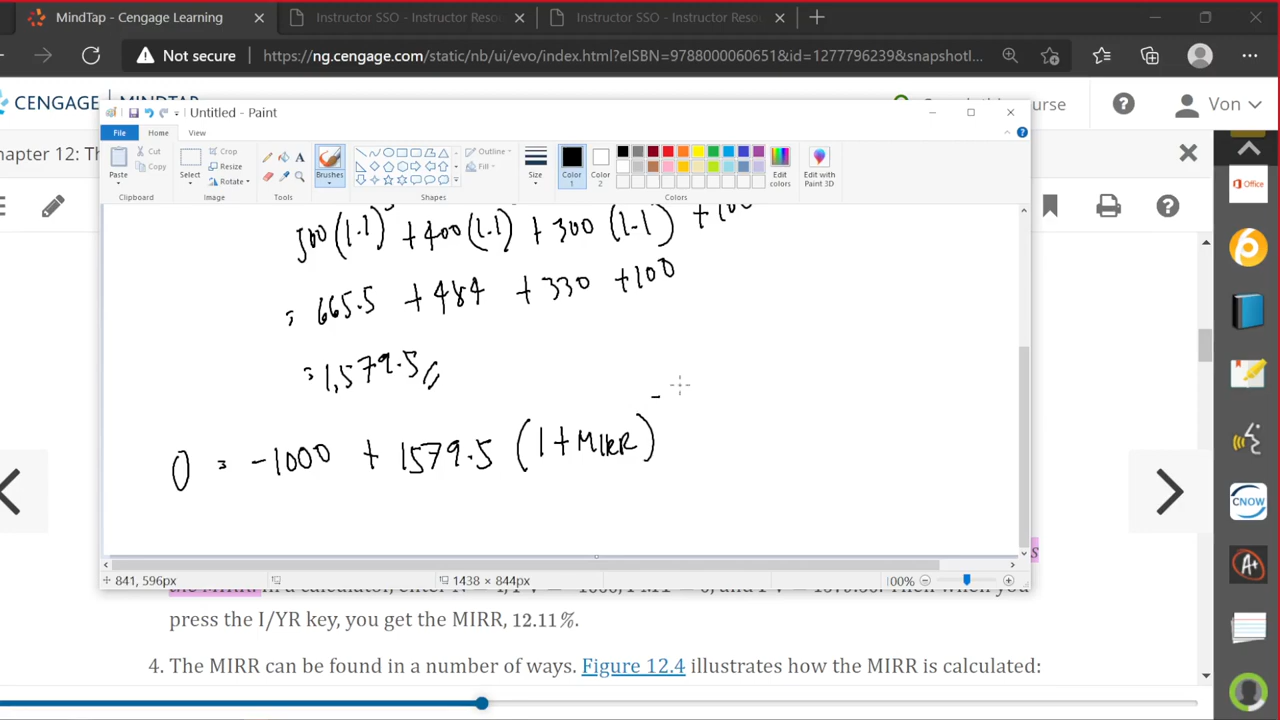 MindTap - Cengage Learning
Instructor SSO - Instructor Reso
Instructor SSO - Instructor Reso
Not secure
https://ng.cengage.com/static/nb/ui/evo/index.html?eISBN=9788000060651&id=1277796239&snapshotI...
CENGAGE
MINDTAP
Von
hapter 12: Th
Untitled - Paint
File
Home
View
Paste
Cut
Copy
Clipboard
Select
Crop
Resize
Rotate
Image
Tools
Brushes
Shapes
Outline
Fill
Size
Color 1
Color 2
Edit colors
Colors
Edit with Paint 3D
500(1.1) + 400(1.1) + 300(1.1) + 100
= 665.5 + 484 + 330 + 100
= 1,579.5
0 = -1000 + 1579.5 (1 + MIRR)-
841, 596px
1438 × 844px
100%
press the I/YR key, you get the MIRR, 12.11%.
4. The MIRR can be found in a number of ways. Figure 12.4 illustrates how the MIRR is calculated:
Office
CNOW
A+